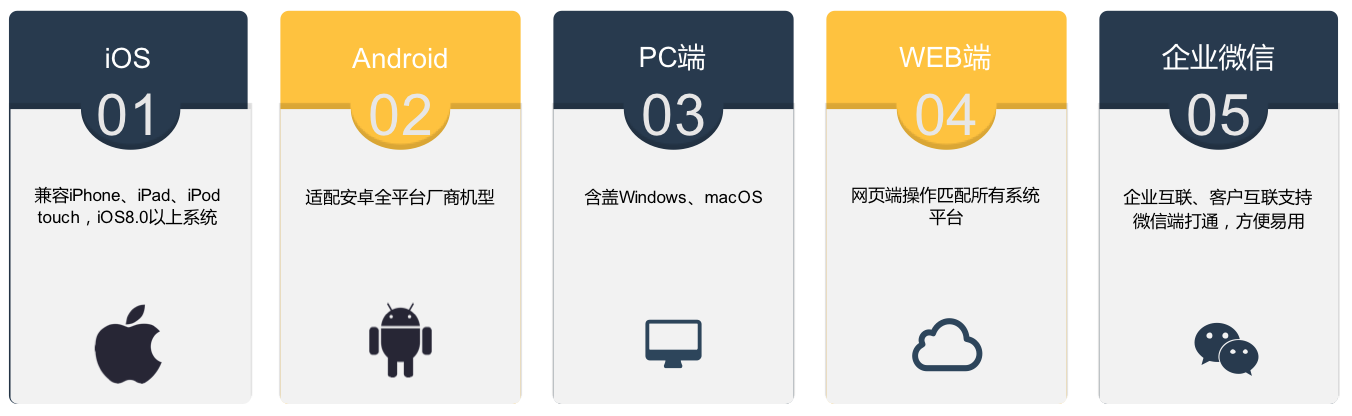 iOS
01
兼容iPhone、iPad、iPod
touch，iOS8.0以上系统
Android
02
适配安卓全平台厂商机型
PC端
03
含盖Windows、macOS
WEB端
04
网页端操作匹配所有系统
平台
企业微信
05
企业互联、客户互联支持
微信端打通，方便易用